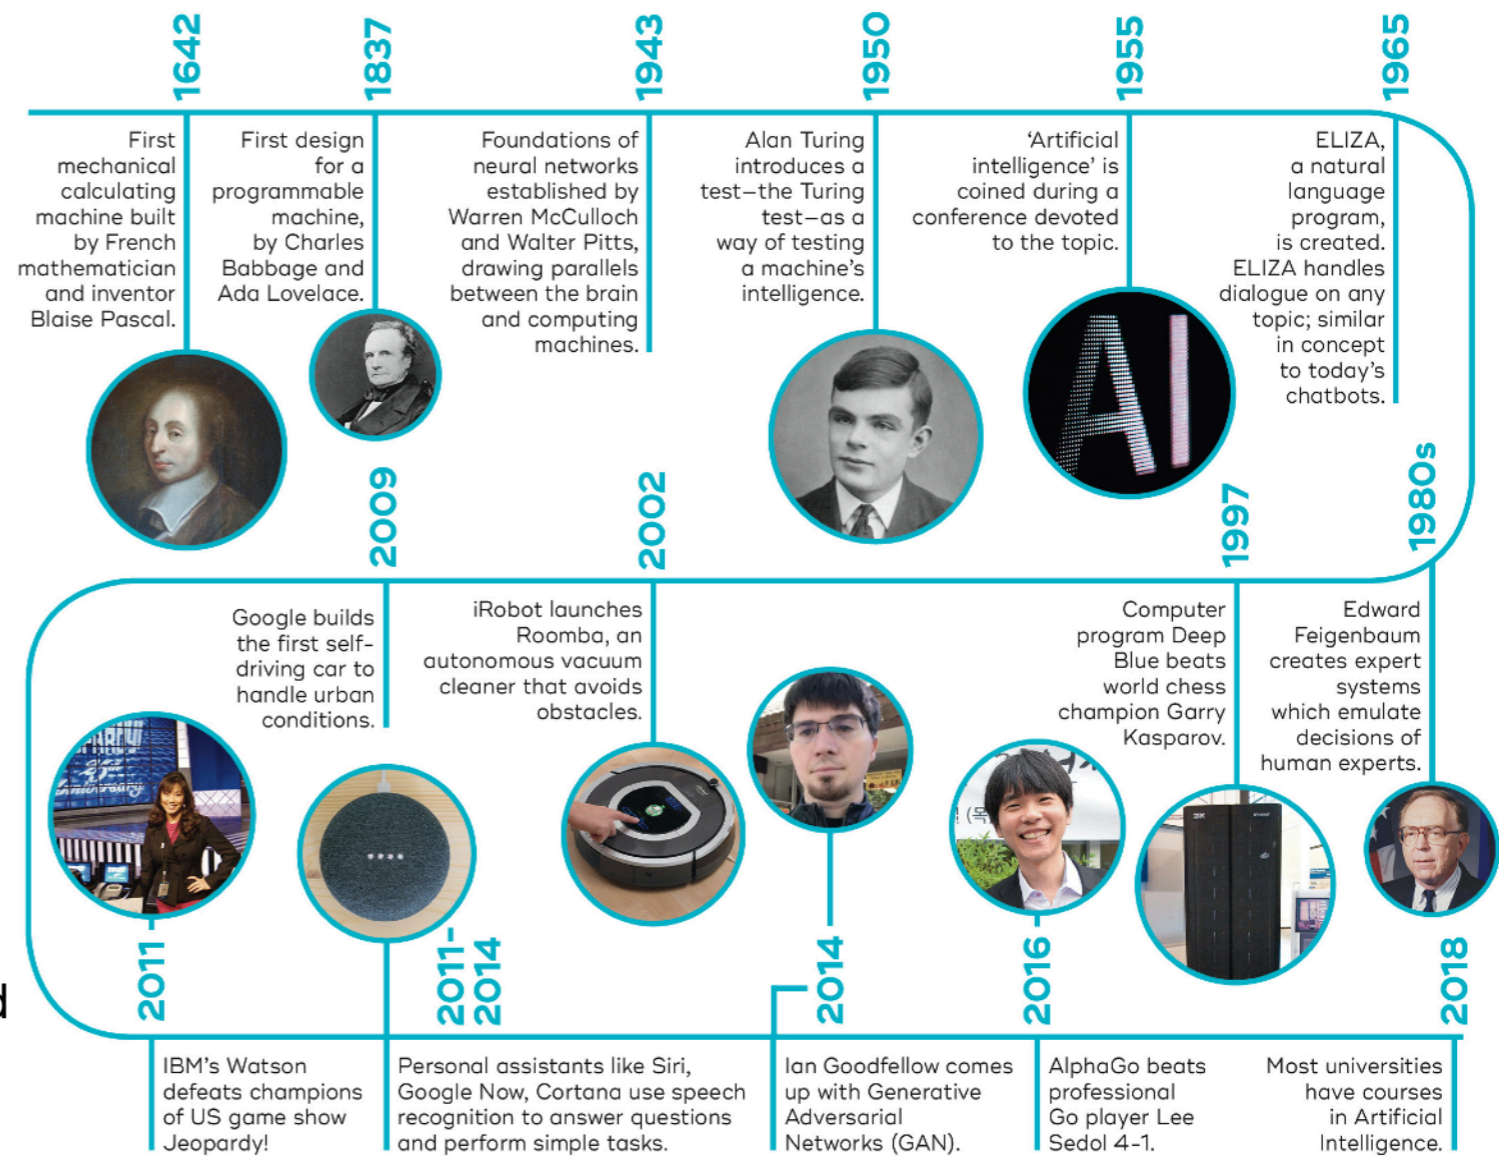 1642
First
mechanical
calculating
machine built
by French
mathematician
and inventor
Blaise Pascal.
1837
First design
for a
programmable
machine,
by Charles
Babbage and
Ada Lovelace.
1943
Foundations of
neural networks
established by
Warren McCulloch
and Walter Pitts,
drawing parallels
between the brain
and computing
machines.
1950
Alan Turing
introduces a
test—the Turing
test—as a
way of testing
a machine's
intelligence.
1955
'Artificial
intelligence' is
coined during a
conference devoted
to the topic.
AI
1965
ELIZA,
a natural
language
program,
is created.
ELIZA handles
dialogue on any
topic; similar
in concept
to today's
chatbots.
1980s
Edward
Feigenbaum
creates expert
systems
which emulate
decisions of
human experts.
1997
Computer
program Deep
Blue beats
world chess
champion Garry
Kasparov.
2002
iRobot launches
Roomba, an
autonomous vacuum
cleaner that avoids
obstacles.
2009
Google builds
the first self-
driving car to
handle urban
conditions.
2011
IBM's Watson
defeats champions
of US game show
Jeopardy!
2011-
2014
Personal assistants like Siri,
Google Now, Cortana use speech
recognition to answer questions
and perform simple tasks.
2014
Ian Goodfellow comes
up with Generative
Adversarial
Networks (GAN).
2016
AlphaGo beats
professional
Go player Lee
Sedol 4-1.
2018
Most universities
have courses
in Artificial
Intelligence.